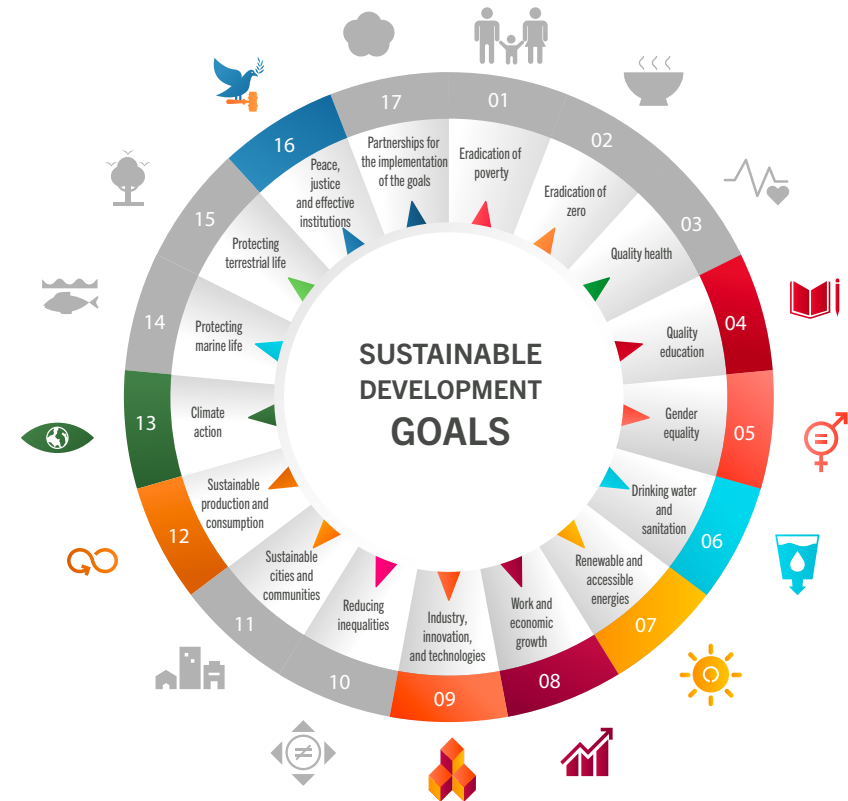 SUSTAINABLE
DEVELOPMENT
GOALS
01
Eradication of
poverty
02
Eradication of
zero
03
Quality health
04
Quality
education
05
Gender
equality
06
Drinking water
and
sanitation
07
Renewable and
accessible
energies
08
Work and
economic
growth
09
Industry,
innovation,
and technologies
10
Reducing
inequalities
11
Sustainable
cities and
communities
12
Sustainable
production and
consumption
13
Climate
action
14
Protecting
marine life
15
Protecting
terrestrial life
16
Peace,
justice
and effective
institutions
17
Partnerships for
the implementation
of the goals